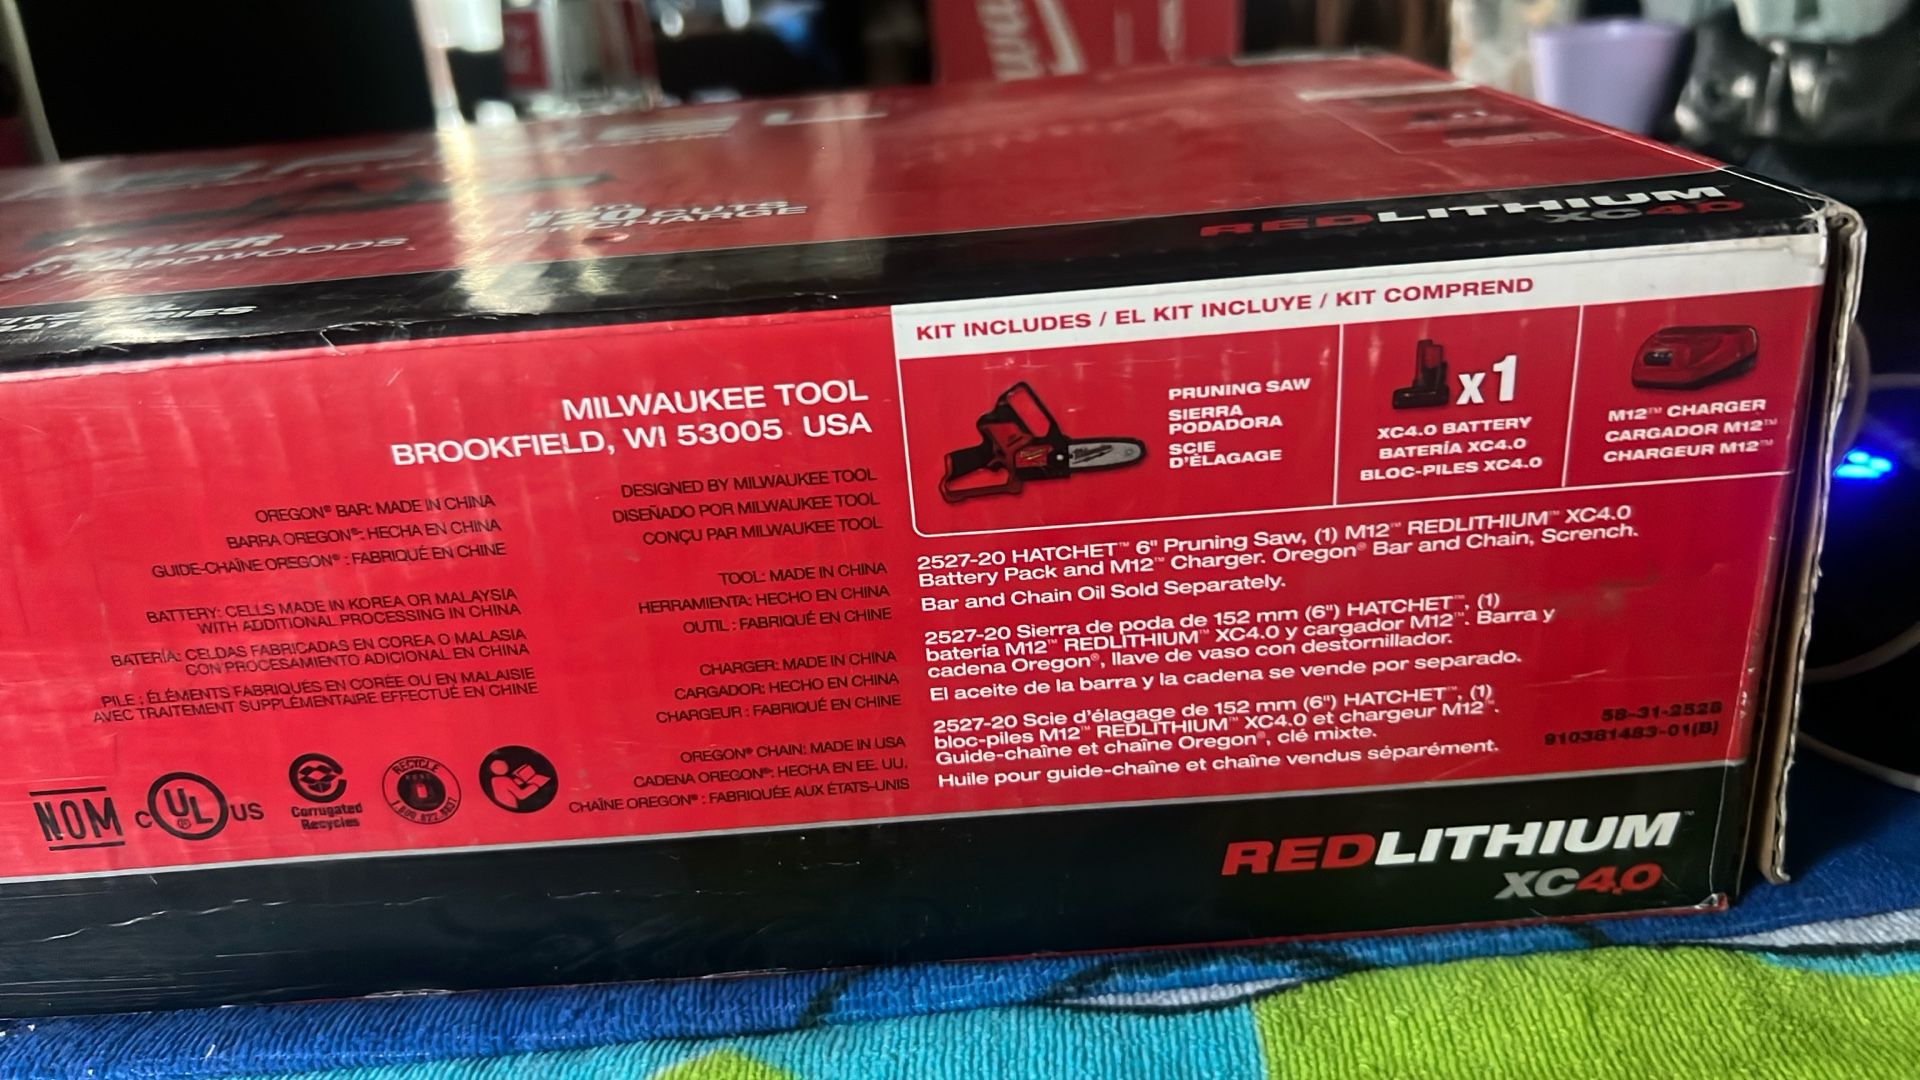 120 CUTS
PER CHARGE
POWER
HARDWOODS
REDLITHIUM™
XC4.0
KIT INCLUDES / EL KIT INCLUYE / KIT COMPREND
PRUNING SAW
SIERRA
PODADORA
SCIE
D'ÉLAGAGE
x1
XC4.0 BATTERY
BATERÍA XC4.0
BLOC-PILES XC4.0
M12™ CHARGER
CARGADOR M12™
CHARGEUR M12™
MILWAUKEE TOOL
BROOKFIELD, WI 53005 USA
OREGON® BAR: MADE IN CHINA
BARRA OREGON®: HECHA EN CHINA
GUIDE-CHAÎNE OREGON® : FABRIQUÉ EN CHINE
BATTERY: CELLS MADE IN KOREA OR MALAYSIA
WITH ADDITIONAL PROCESSING IN CHINA
BATERÍA: CELDAS FABRICADAS EN COREA O MALASIA
CON PROCESAMIENTO ADICIONAL EN CHINA
PILE : ÉLÉMENTS FABRIQUÉS EN CORÉE OU EN MALAISIE
AVEC TRAITEMENT SUPPLÉMENTAIRE EFFECTUÉ EN CHINE
DESIGNED BY MILWAUKEE TOOL
DISEÑADO POR MILWAUKEE TOOL
CONÇU PAR MILWAUKEE TOOL
TOOL: MADE IN CHINA
HERRAMIENTA: HECHO EN CHINA
OUTIL : FABRIQUÉ EN CHINE
CHARGER: MADE IN CHINA
CARGADOR: HECHO EN CHINA
CHARGEUR : FABRIQUÉ EN CHINE
OREGON® CHAIN: MADE IN USA
CADENA OREGON®: HECHA EN EE. UU.
CHAÎNE OREGON® : FABRIQUÉE AUX ÉTATS-UNIS
2527-20 HATCHET™ 6" Pruning Saw, (1) M12™ REDLITHIUM™ XC4.0
Battery Pack and M12™ Charger. Oregon® Bar and Chain, Scrench.
Bar and Chain Oil Sold Separately.
2527-20 Sierra de poda de 152 mm (6") HATCHET™, (1)
batería M12™ REDLITHIUM™ XC4.0 y cargador M12™. Barra y
cadena Oregon®, llave de vaso con destornillador.
El aceite de la barra y la cadena se vende por separado.
2527-20 Scie d'élagage de 152 mm (6") HATCHET™, (1)
bloc-piles M12™ REDLITHIUM™ XC4.0 et chargeur M12™.
Guide-chaîne et chaîne Oregon®, clé mixte.
Huile pour guide-chaîne et chaîne vendus séparément.
58-31-2528
910381483-01(B)
NOM
C UL® US
Corrugated
Recycles
RECYCLE
REDLITHIUM™
XC4.0